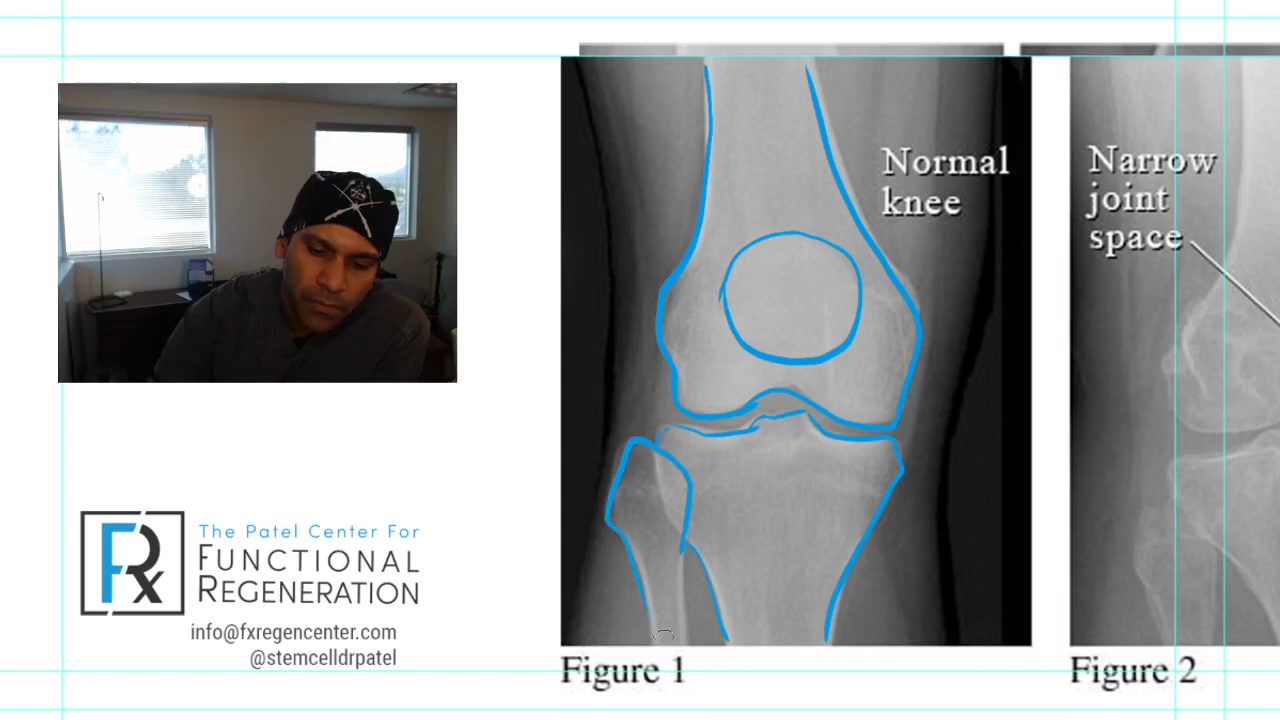 Normal
knee
Narrow
joint
space
FRx
The Patel Center For
FUNCTIONAL
REGENERATION
info@fxregencenter.com
@stemcelldrpatel
Figure 1
Figure 2